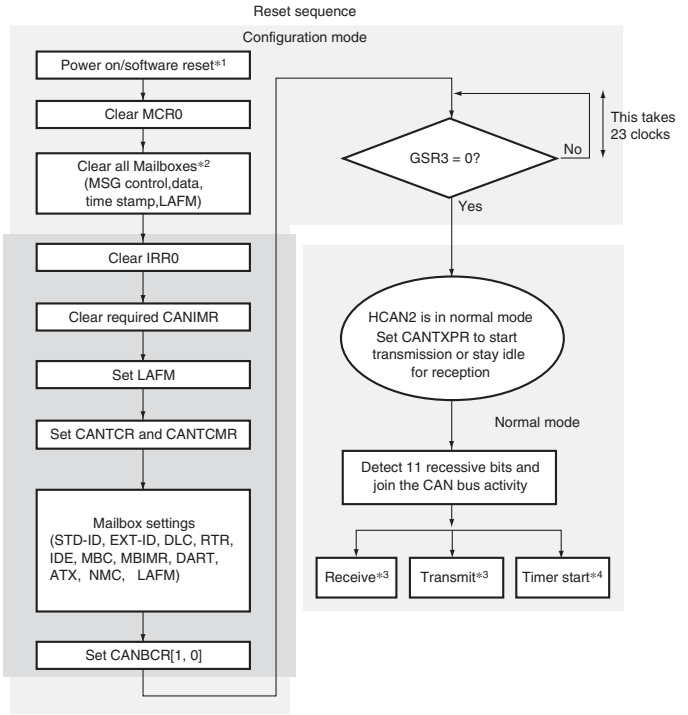 Reset sequence
Configuration mode
Power on/software reset*1
Clear MCR0
Clear all Mailboxes*2
(MSG control,data,
time stamp,LAFM)
Clear IRR0
Clear required CANIMR
Set LAFM
Set CANTCR and CANTCMR
Mailbox settings
(STD-ID, EXT-ID, DLC, RTR,
IDE, MBC, MBIMR, DART,
ATX, NMC, LAFM)
Set CANBCR[1, 0]
GSR3 = 0?
No
This takes
23 clocks
Yes
HCAN2 is in normal mode
Set CANTXPR to start
transmission or stay idle
for reception
Normal mode
Detect 11 recessive bits and
join the CAN bus activity
Receive*3
Transmit*3
Timer start*4